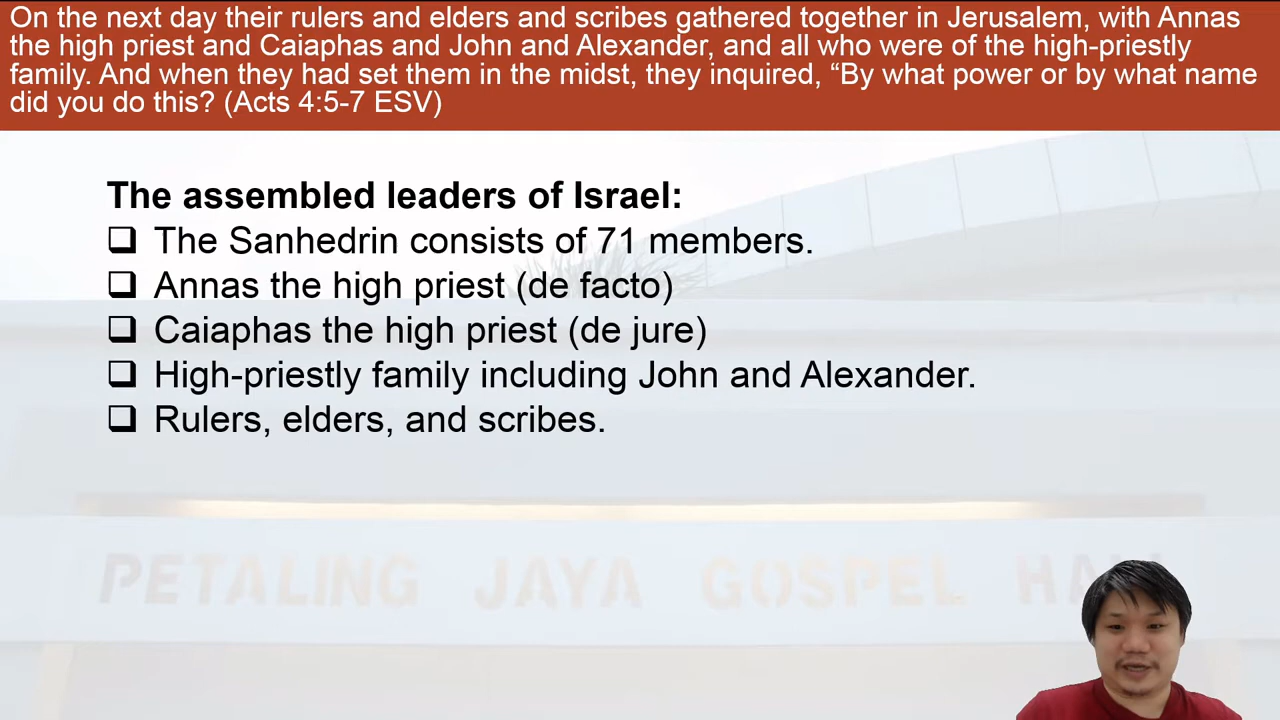 On the next day their rulers and elders and scribes gathered together in Jerusalem, with Annas
the high priest and Caiaphas and John and Alexander, and all who were of the high-priestly
family. And when they had set them in the midst, they inquired, “By what power or by what name
did you do this? (Acts 4:5-7 ESV)
The assembled leaders of Israel:
❑ The Sanhedrin consists of 71 members.
❑ Annas the high priest (de facto)
❑ Caiaphas the high priest (de jure)
❑ High-priestly family including John and Alexander.
❑ Rulers, elders, and scribes.
PETALING JAYA GOSPEL